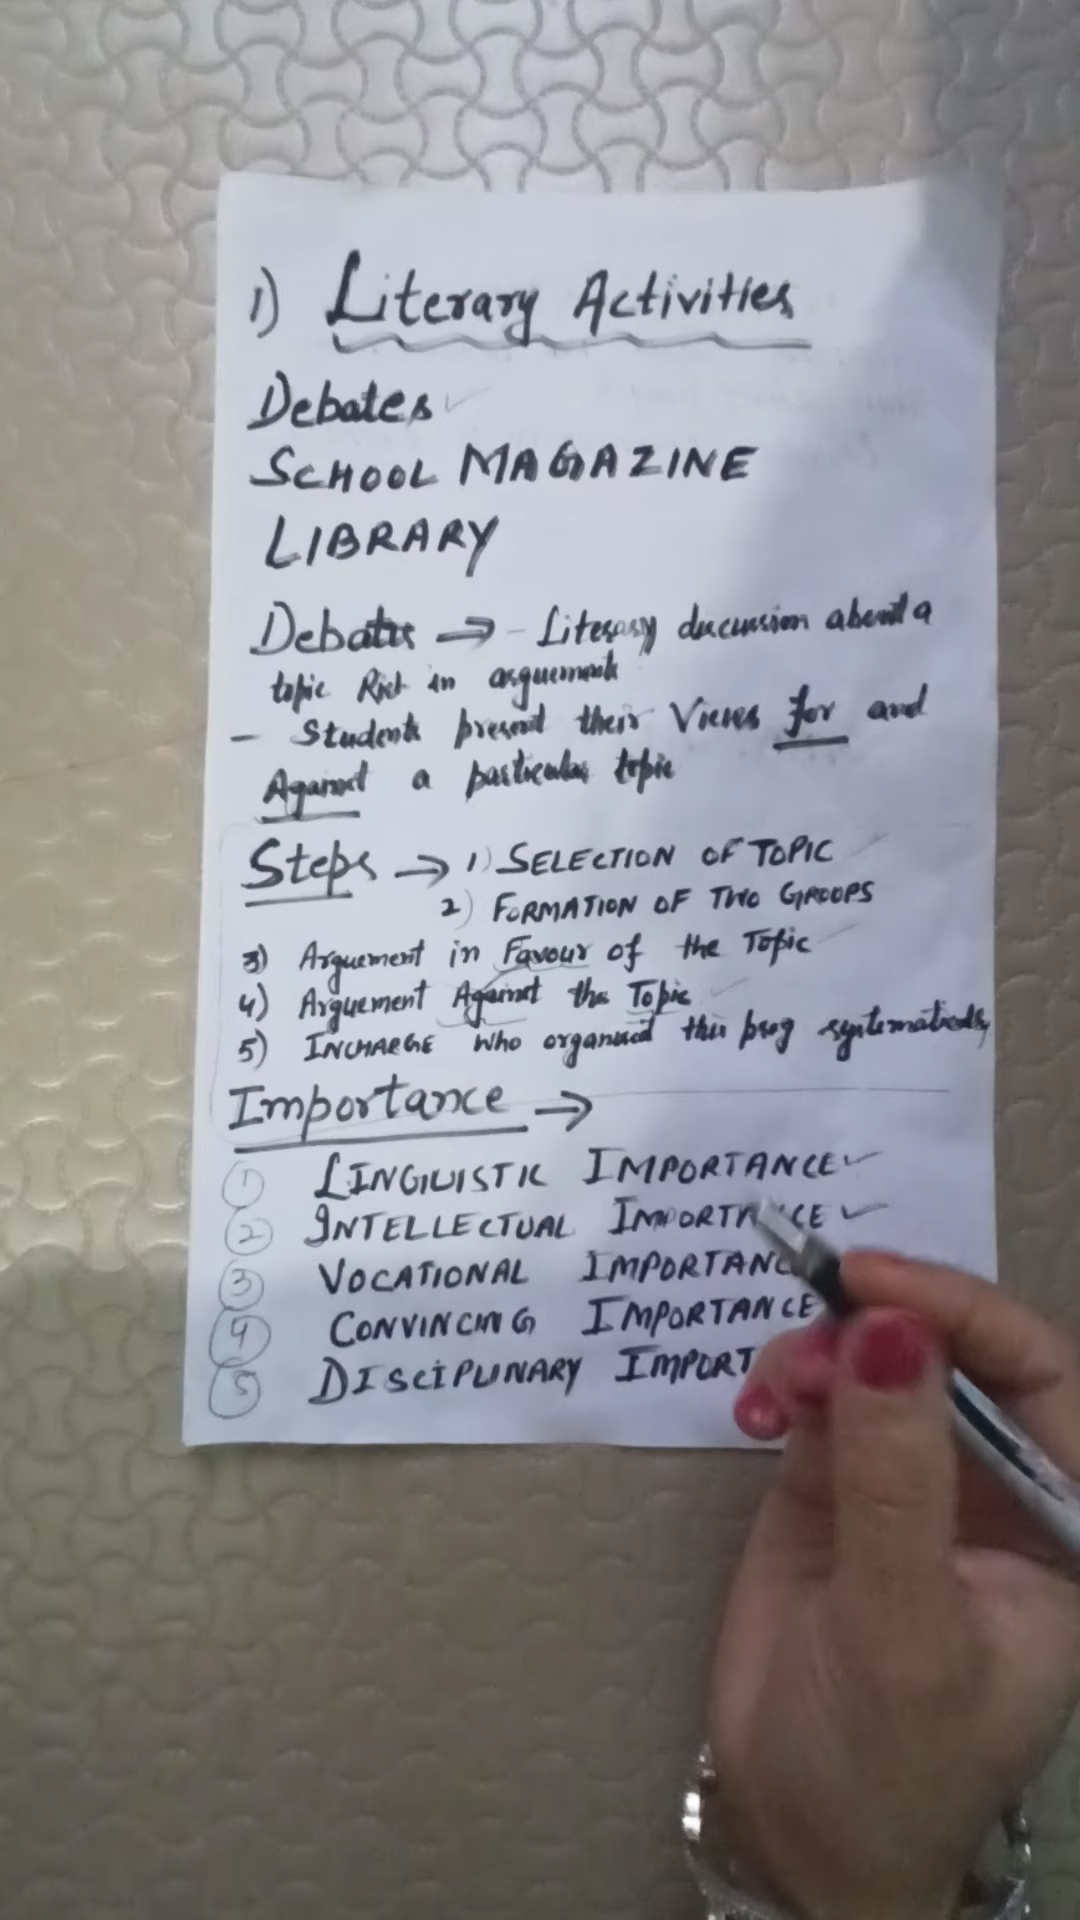 1) Literary Activities
Debates
SCHOOL MAGAZINE
LIBRARY
Debates → - Literary discussion about a
topic Rich in arguements
- Students present their Views for and
Against a particular topic
Steps → 1) SELECTION OF TOPIC
2) FORMATION OF TWO GROUPS
3) Arguement in Favour of the Topic
4) Arguement Against the Topic
5) INCHARGE who organised this prog systematically
Importance →
1 LINGUISTIC IMPORTANCE
2 INTELLECTUAL IMPORTANCE
3 VOCATIONAL IMPORTANC
4 CONVINCING IMPORTANCE
5 DISCIPLINARY IMPORT